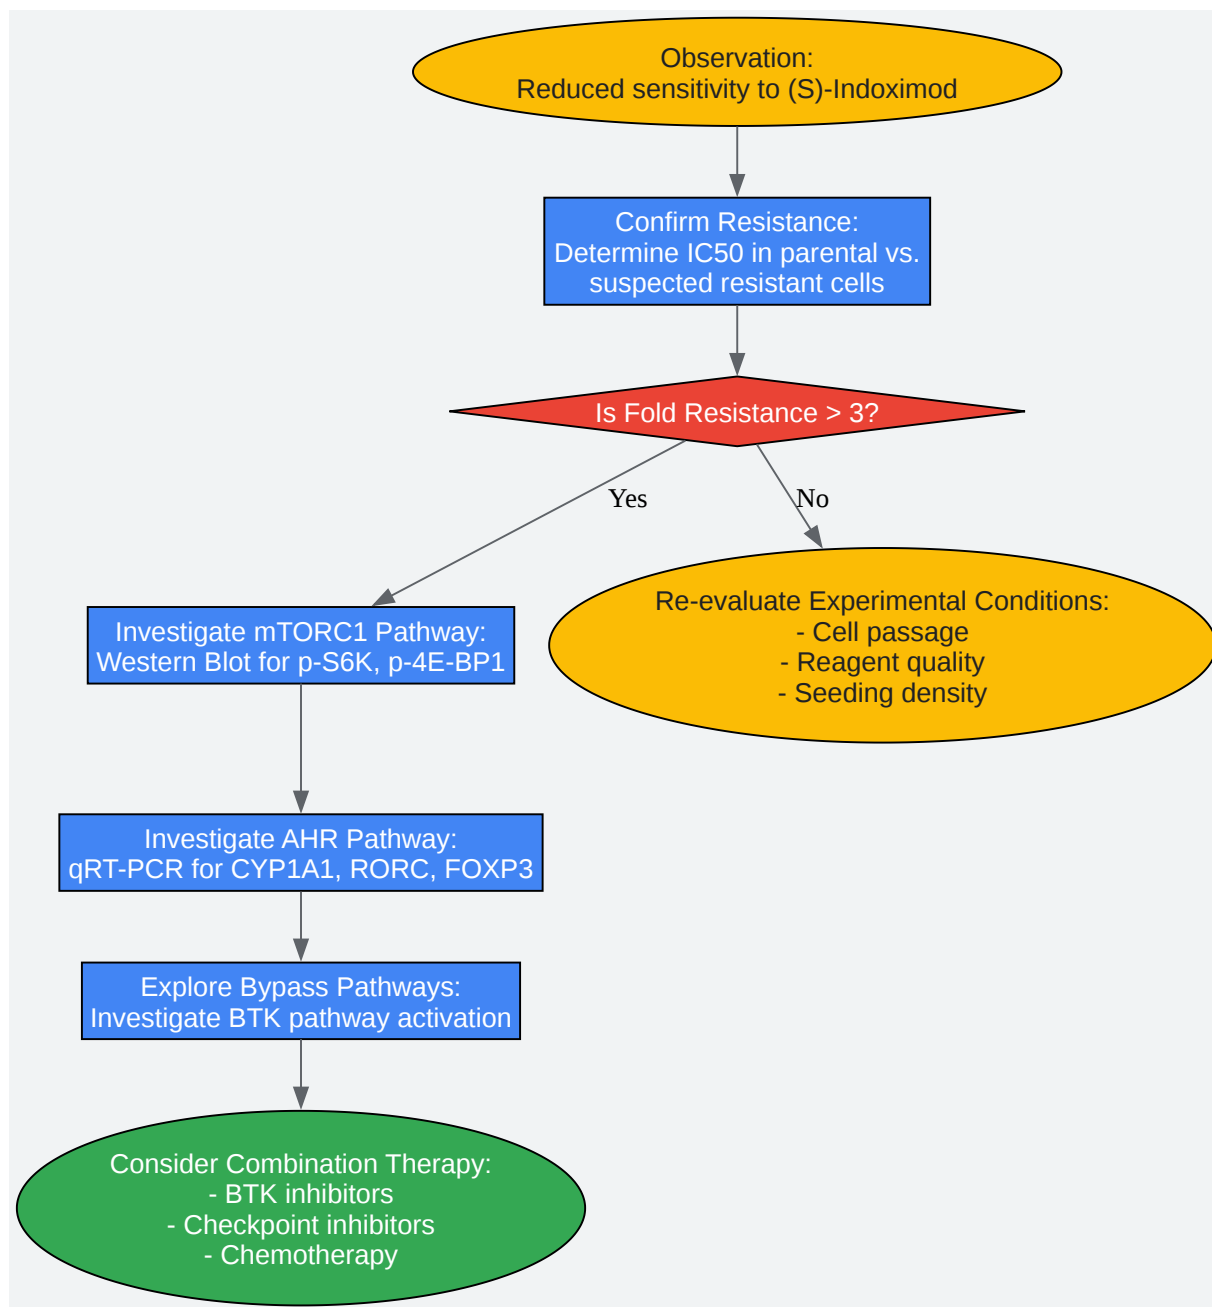 Observation:
Reduced sensitivity to (S)-Indoximod
Confirm Resistance:
Determine IC50 in parental vs.
suspected resistant cells
Is Fold Resistance > 3?
Yes
No
Re-evaluate Experimental Conditions:
- Cell passage
- Reagent quality
- Seeding density
Investigate mTORC1 Pathway:
Western Blot for p-S6K, p-4E-BP1
Investigate AHR Pathway:
qRT-PCR for CYP1A1, RORC, FOXP3
Explore Bypass Pathways:
Investigate BTK pathway activation
Consider Combination Therapy:
- BTK inhibitors
- Checkpoint inhibitors
- Chemotherapy